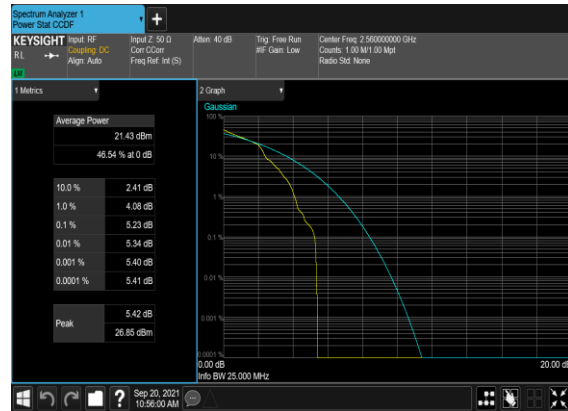 Spectrum Analyzer 1
Power Stat CCDF
KEYSIGHT
RL
LW
Input: RF
Coupling: DC
Align: Auto
Input Z: 50 Ω
Corr CCorr
Freq Ref: Int (S)
Atten: 40 dB
Trig: Free Run
#IF Gain: Low
Center Freq: 2.560000000 GHz
Counts: 1.00 M/1.00 Mpt
Radio Std: None
1 Metrics
Average Power
21.43 dBm
46.54 % at 0 dB
10.0 % 2.41 dB
1.0 % 4.08 dB
0.1 % 5.23 dB
0.01 % 5.34 dB
0.001 % 5.40 dB
0.0001 % 5.41 dB
Peak
5.42 dB
26.85 dBm
2 Graph
Gaussian
100 %
10 %
1 %
0.1 %
0.01 %
0.001 %
0.0001 %
0.00 dB
20.00 dB
Info BW 25.000 MHz
?
Sep 20, 2021
10:56:00 AM